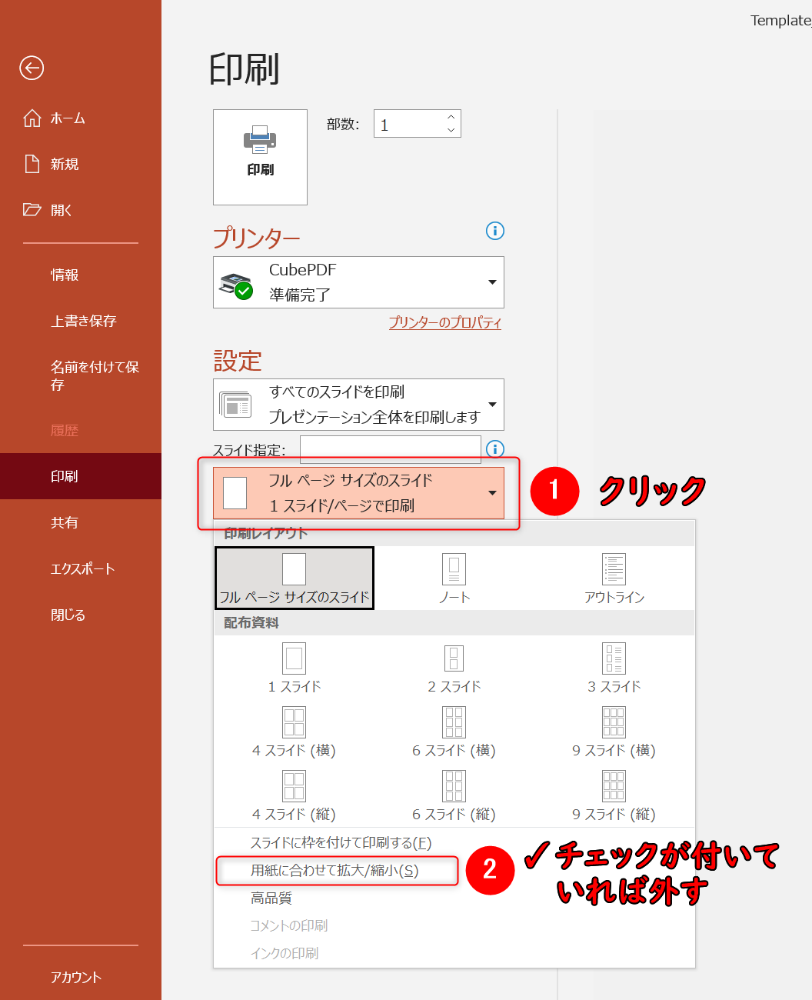 Template_
印刷
ホーム
新規
開く
情報
上書き保存
名前を付けて保
存
履歴
印刷
共有
エクスポート
閉じる
アカウント
印刷
部数: 1
プリンター
CubePDF
準備完了
プリンターのプロパティ
設定
すべてのスライドを印刷
プレゼンテーション全体を印刷します
スライド指定:
フル ページ サイズのスライド
1 スライド/ページで印刷
1 クリック
印刷レイアウト
フル ページ サイズのスライド ノート アウトライン
配布資料
1 スライド 2 スライド 3 スライド
4 スライド (横) 6 スライド (横) 9 スライド (横)
4 スライド (縦) 6 スライド (縦) 9 スライド (縦)
スライドに枠を付けて印刷する(F)
用紙に合わせて拡大/縮小(S)
2 ✓チェックが付いて
いれば外す
高品質
コメントの印刷
インクの印刷